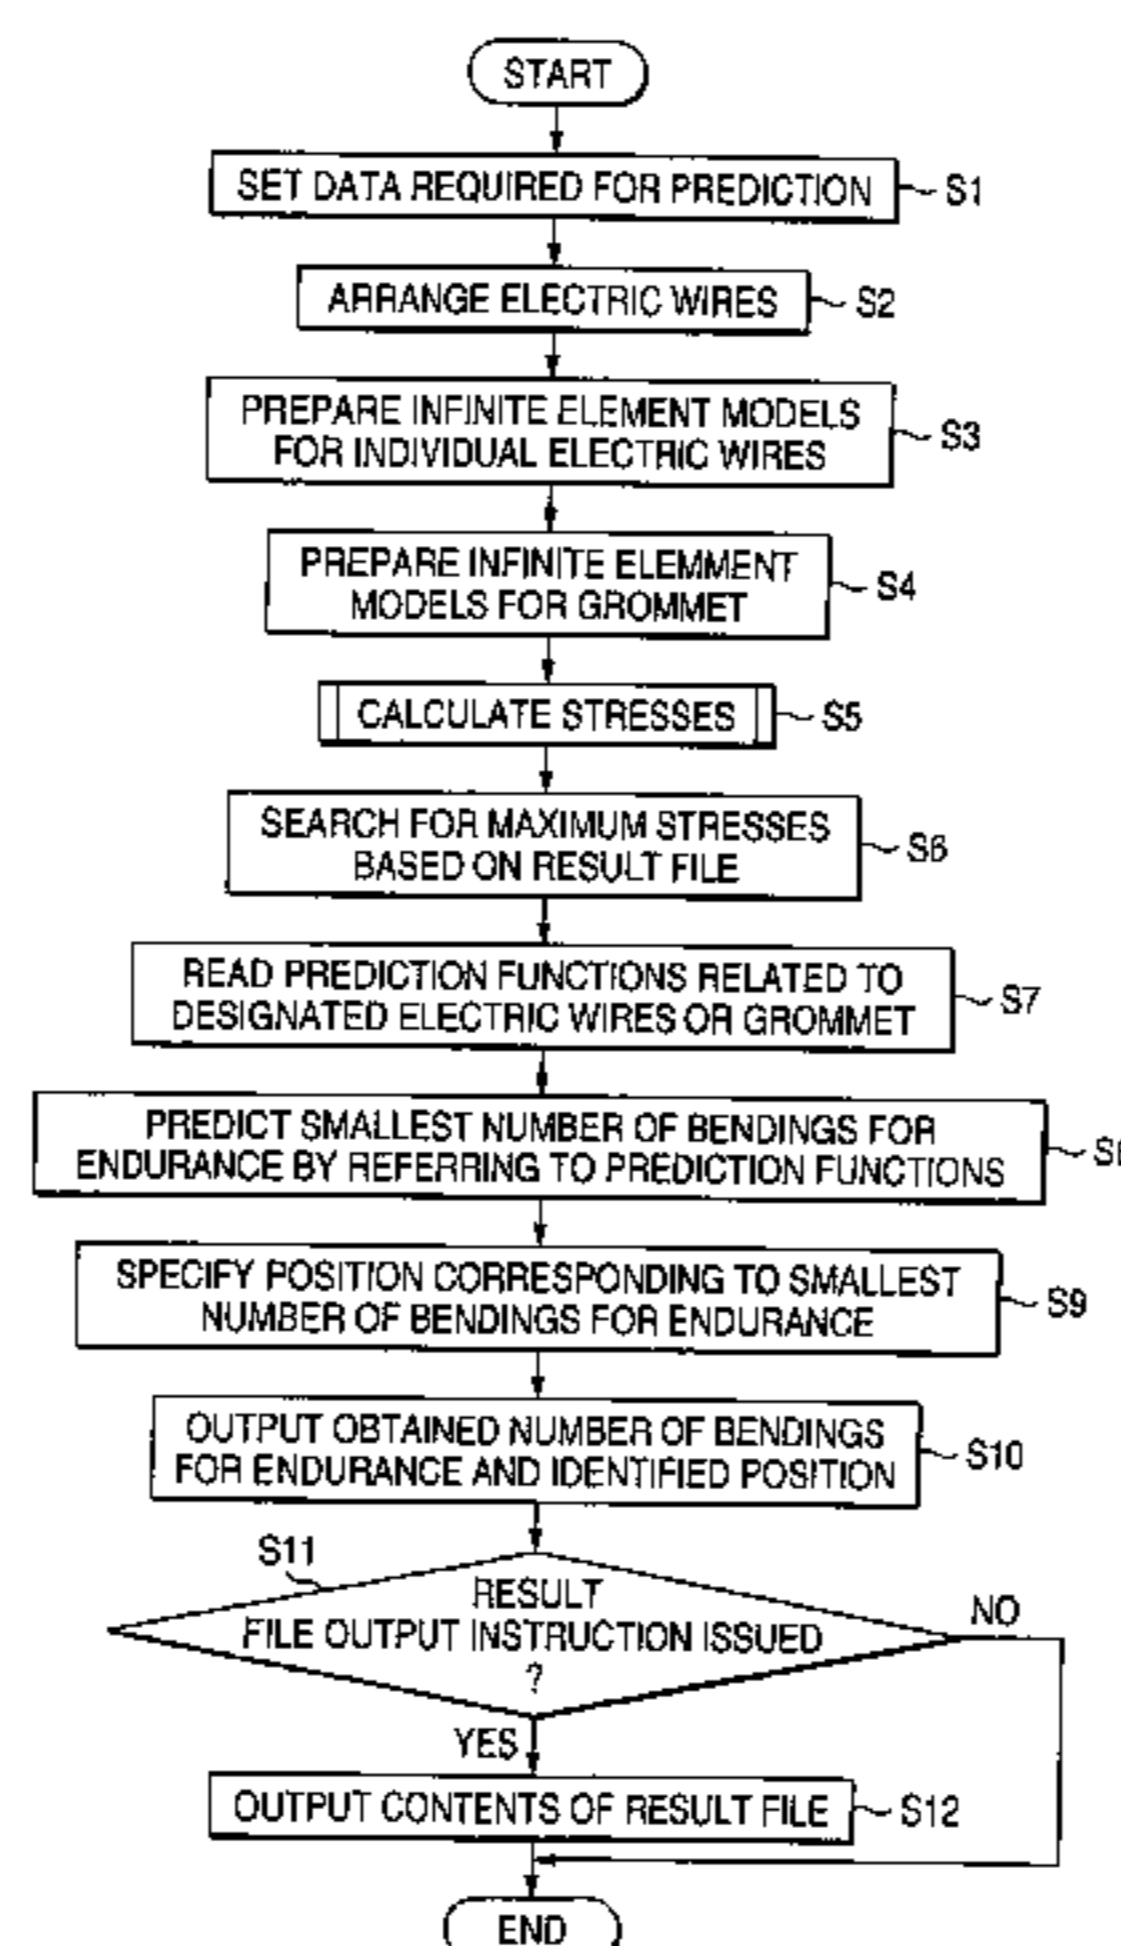 START
SET DATA REQUIRED FOR PREDICTION
S1
ARRANGE ELECTRIC WIRES
S2
PREPARE INFINITE ELEMENT MODELS
FOR INDIVIDUAL ELECTRIC WIRES
S3
PREPARE INFINITE ELEMMENT
MODELS FOR GROMMET
S4
CALCULATE STRESSES
S5
SEARCH FOR MAXIMUM STRESSES
BASED ON RESULT FILE
S6
READ PREDICTION FUNCTIONS RELATED TO
DESIGNATED ELECTRIC WIRES OR GROMMET
S7
PREDICT SMALLEST NUMBER OF BENDINGS FOR
ENDURANCE BY REFERRING TO PREDICTION FUNCTIONS
SPECIFY POSITION CORRESPONDING TO SMALLEST
NUMBER OF BENDINGS FOR ENDURANCE
S9
OUTPUT OBTAINED NUMBER OF BENDINGS
FOR ENDURANCE AND IDENTIFIED POSITION
S10
S11
RESULT
FILE OUTPUT INSTRUCTION ISSUED
?
NO
YES
OUTPUT CONTENTS OF RESULT FILE
S12
END